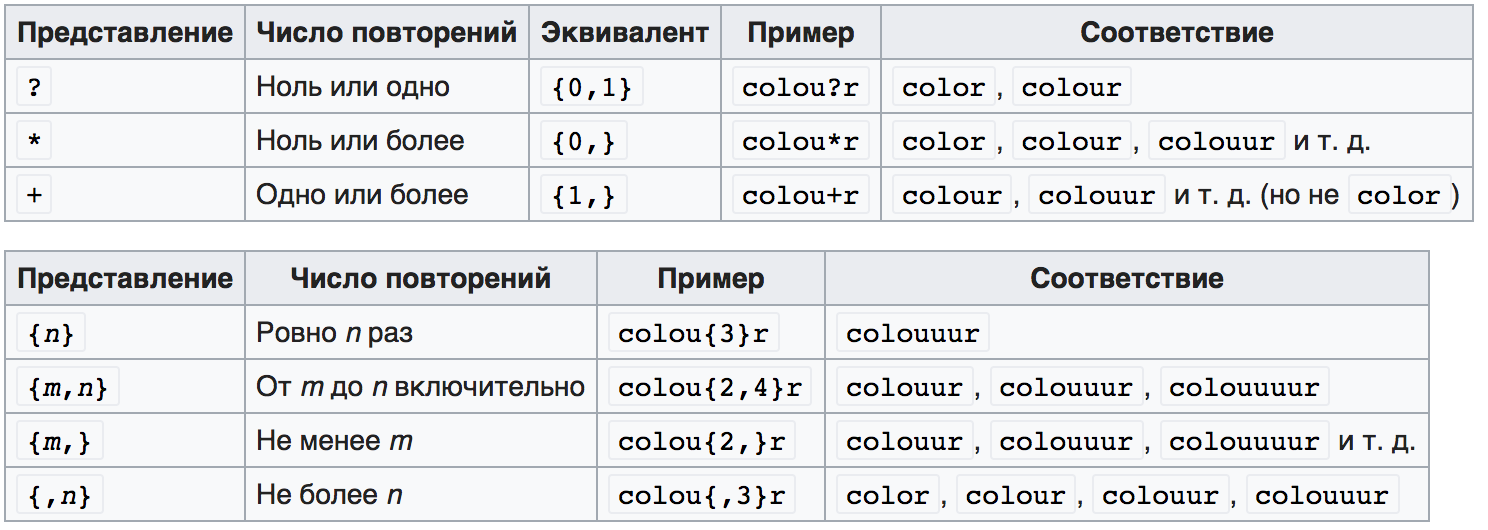 Представление Число повторений Эквивалент Пример Соответствие
? Ноль или одно {0,1} colou?r color, colour
* Ноль или более {0,} colou*r color, colour, colouur и т. д.
+ Одно или более {1,} colou+r colour, colouur и т. д. (но не color)
Представление Число повторений Пример Соответствие
{n} Ровно n раз colou{3}r colouuur
{m,n} От m до n включительно colou{2,4}r colouur, colouuur, colouuuur
{m,} Не менее m colou{2,}r colouur, colouuur, colouuuur и т. д.
{,n} Не более n colou{,3}r color, colour, colouur, colouuur